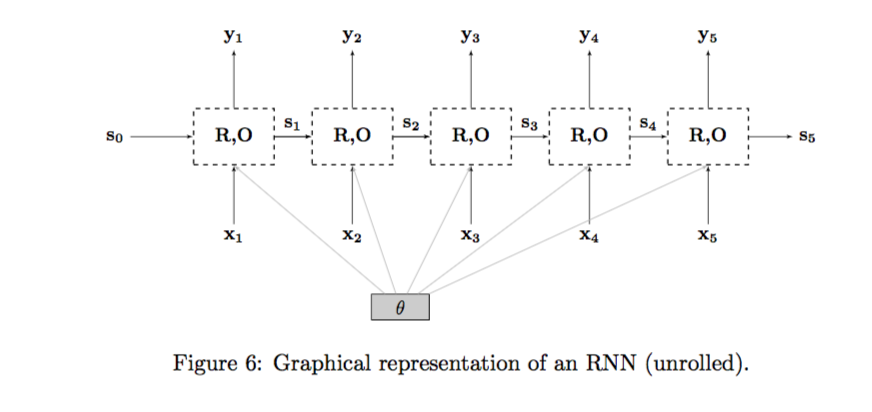 y₁ y₂ y₃ y₄ y₅
s₀ R,O s₁ R,O s₂ R,O s₃ R,O s₄ R,O s₅
x₁ x₂ x₃ x₄ x₅
θ
Figure 6: Graphical representation of an RNN (unrolled).